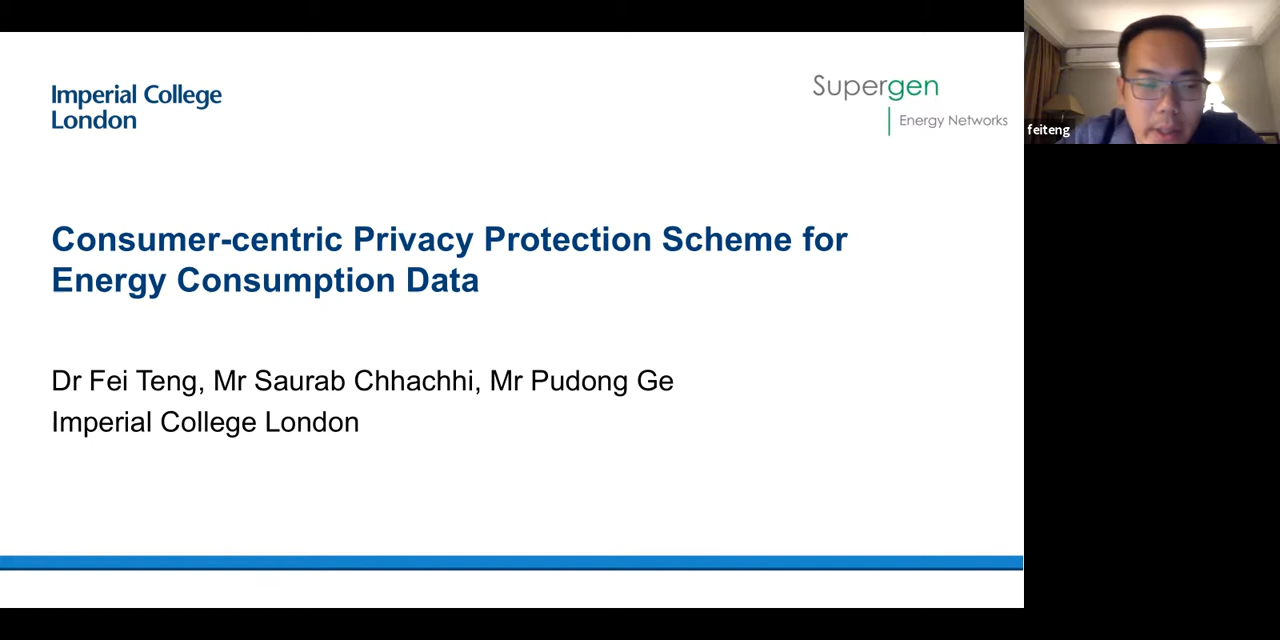 Imperial College
London
Supergen
Energy Networks
feiteng
Consumer-centric Privacy Protection Scheme for
Energy Consumption Data
Dr Fei Teng, Mr Saurab Chhachhi, Mr Pudong Ge
Imperial College London